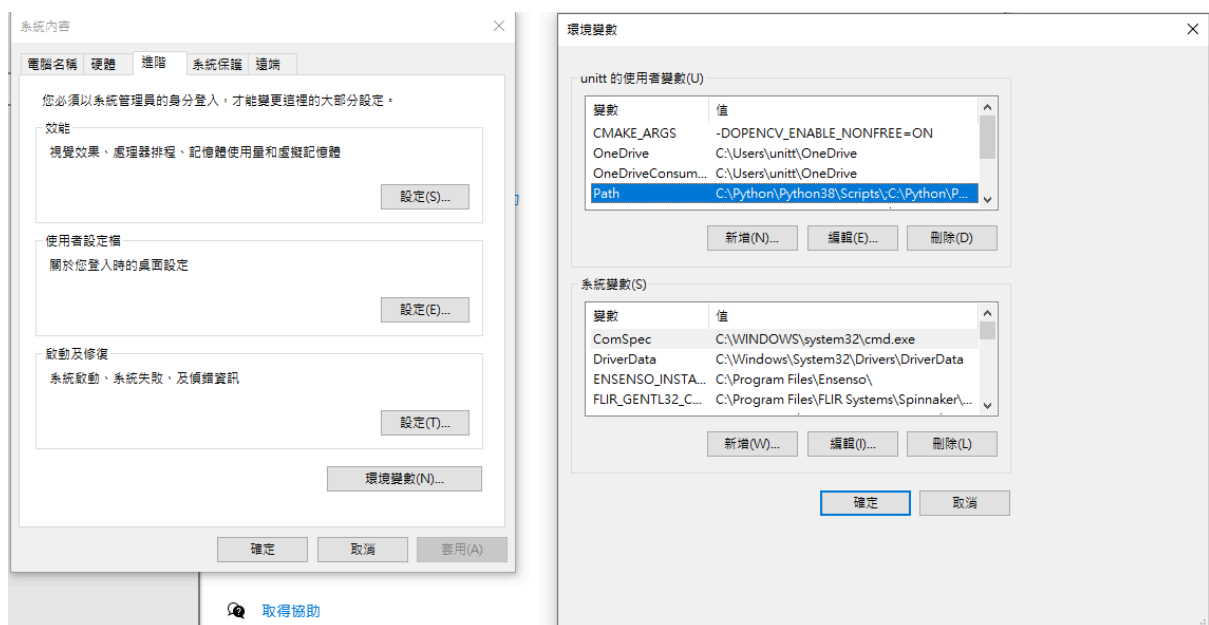 系統內容
電腦名稱 硬體 進階 系統保護 遠端
您必須以系統管理員的身分登入，才能變更這裡的大部分設定。
效能
視覺效果、處理器排程、記憶體使用量和虛擬記憶體
設定(S)...
使用者設定檔
關於您登入時的桌面設定
設定(E)...
啟動及修復
系統啟動、系統失敗、及偵錯資訊
設定(T)...
環境變數(N)...
確定 取消 套用(A)
取得協助
環境變數
unitt 的使用者變數(U)
變數 值
CMAKE_ARGS -DOPENCV_ENABLE_NONFREE=ON
OneDrive C:\Users\unitt\OneDrive
OneDriveConsum... C:\Users\unitt\OneDrive
Path C:\Python\Python38\Scripts\;C:\Python\P...
新增(N)... 編輯(E)... 刪除(D)
系統變數(S)
變數 值
ComSpec C:\WINDOWS\system32\cmd.exe
DriverData C:\Windows\System32\Drivers\DriverData
ENSENSO_INSTA... C:\Program Files\Ensenso\
FLIR_GENTL32_C... C:\Program Files\FLIR Systems\Spinnaker\...
新增(W)... 編輯(I)... 刪除(L)
確定 取消